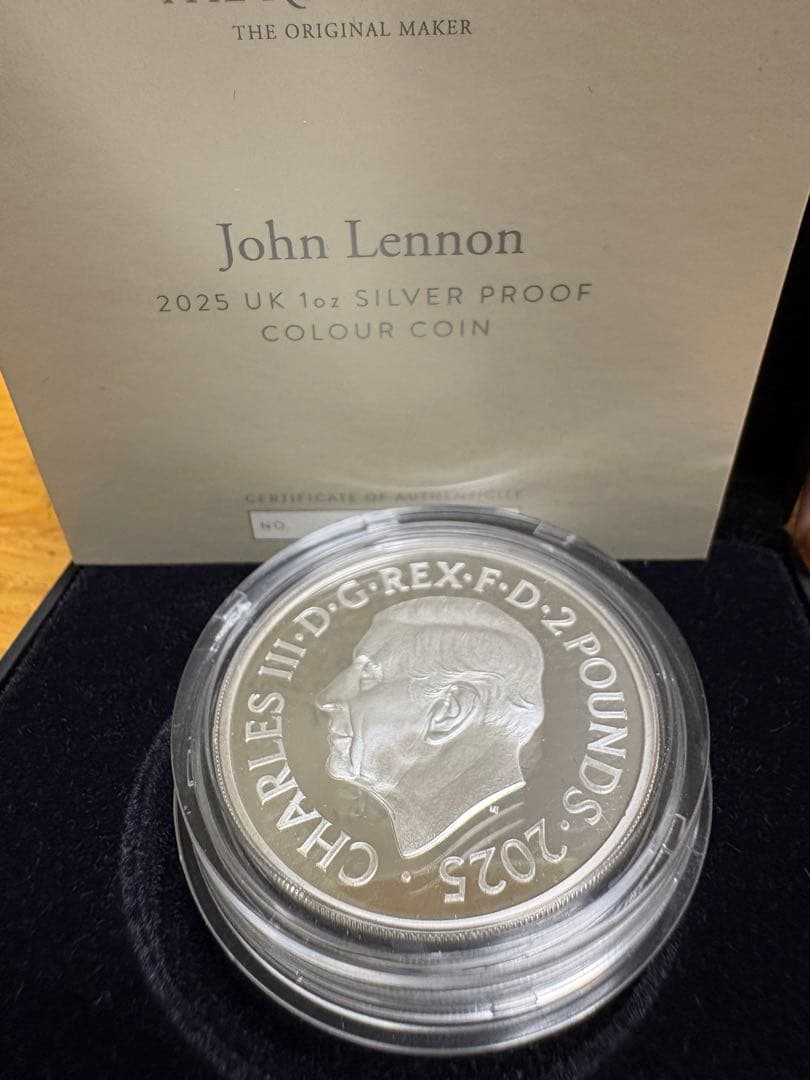 THE ORIGINAL MAKER
John Lennon
2025 UK 1oz SILVER PROOF
COLOUR COIN
CERTIFICATE OF AUTHENTICITY
NO.
CHARLES III·D·G·REX·F·D·2 POUNDS·2025·